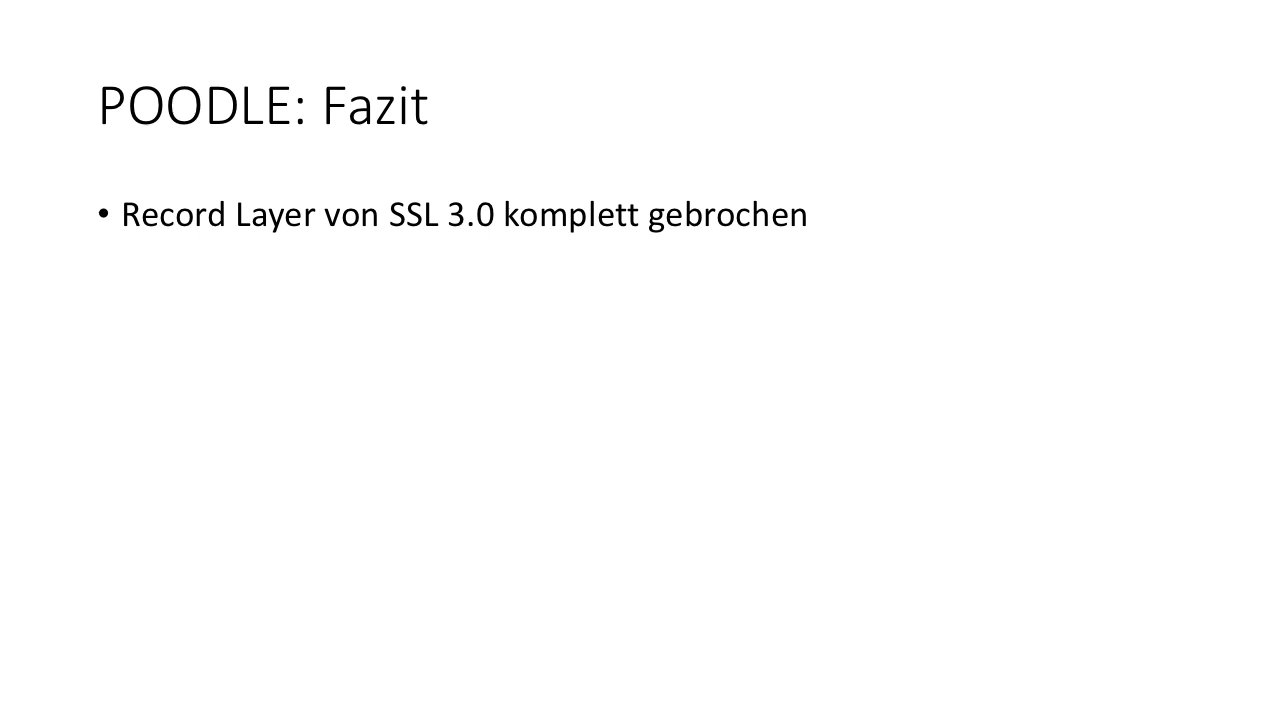 POODLE: Fazit
• Record Layer von SSL 3.0 komplett gebrochen